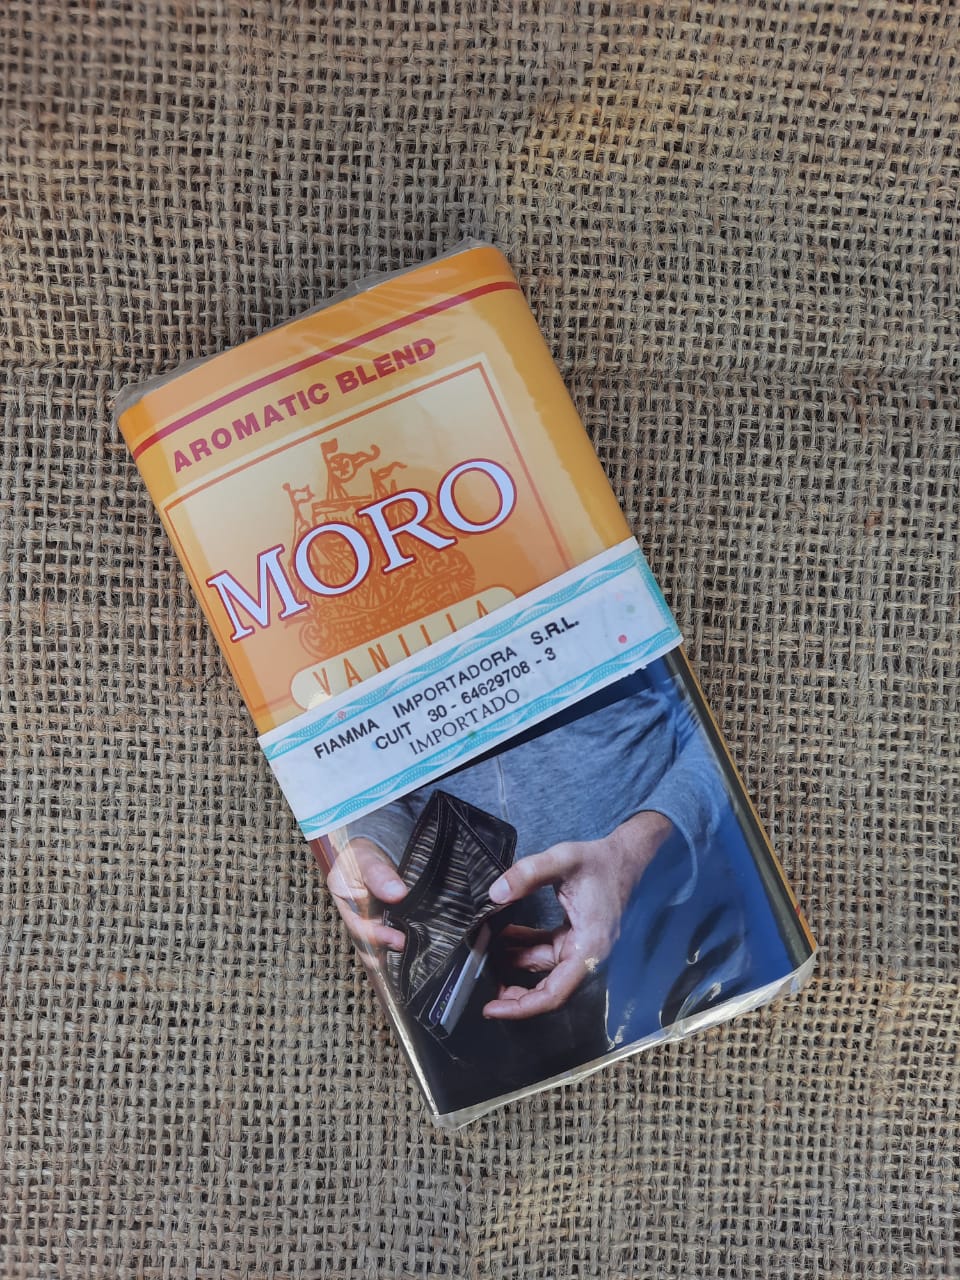 AROMATIC BLEND
MORO
VANILLA
FIAMMA IMPORTADORA S.R.L.
CUIT 30 - 64629708 - 3
IMPORTADO